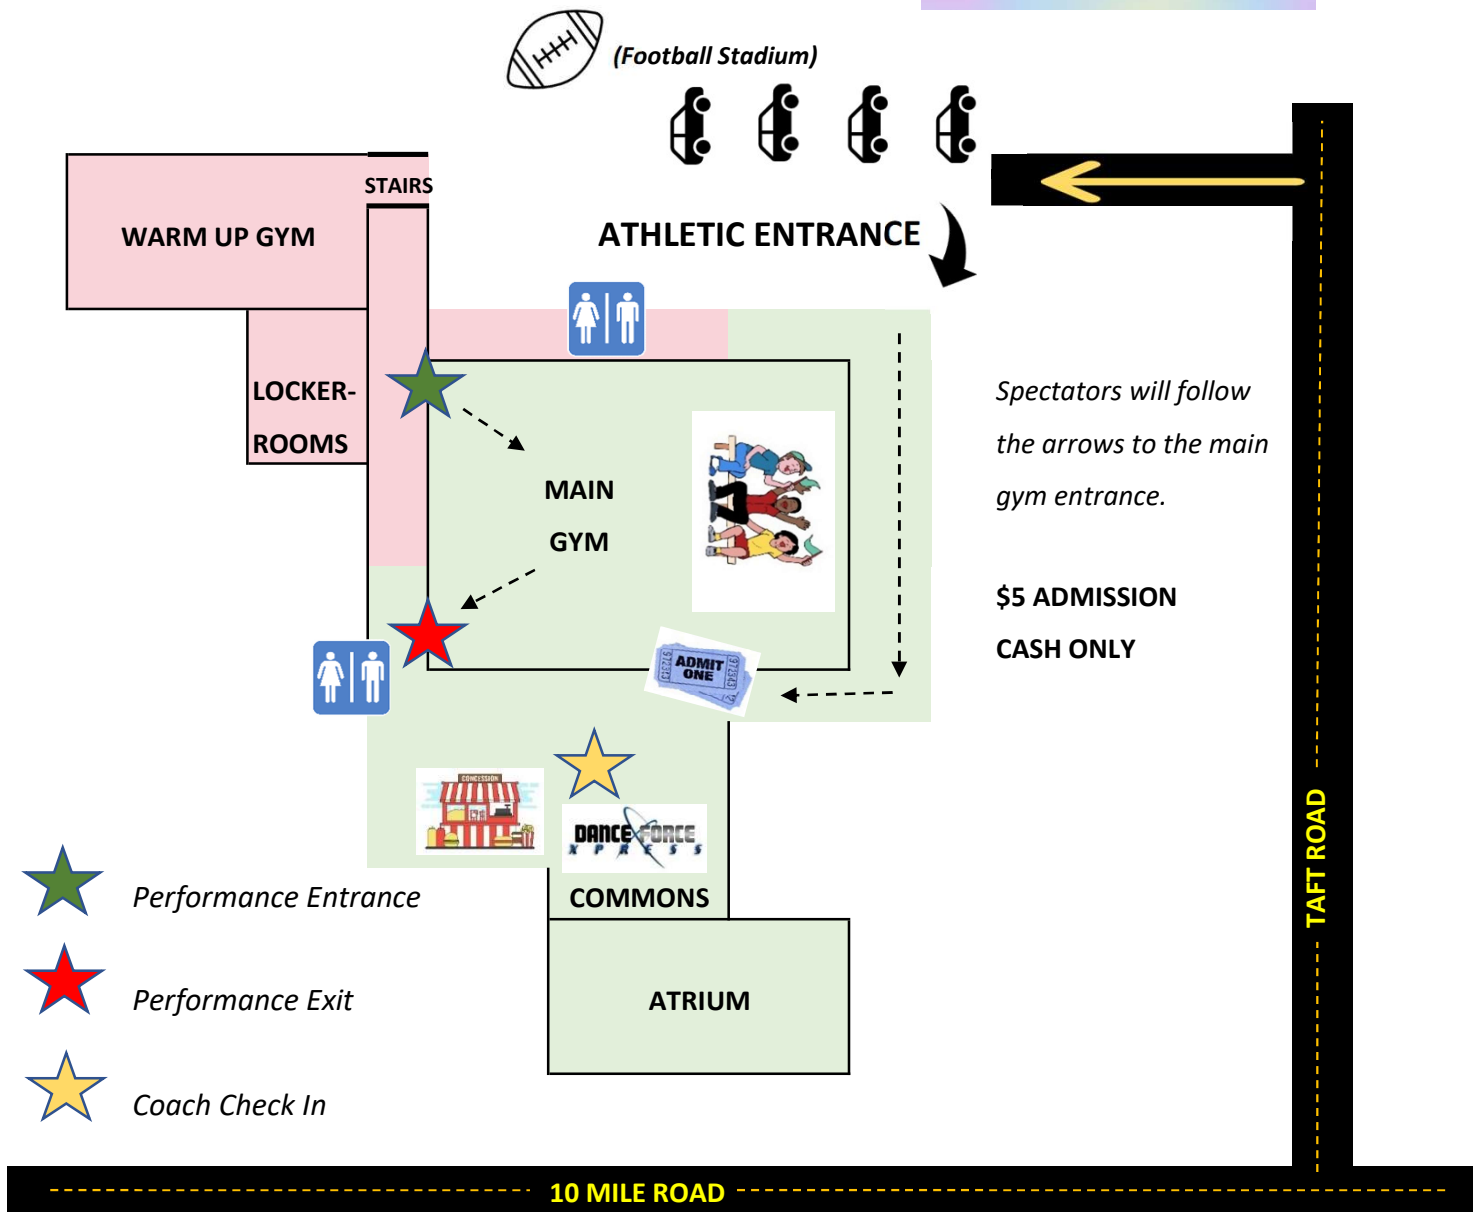 (Football Stadium)
STAIRS
WARM UP GYM
ATHLETIC ENTRANCE
LOCKER-
ROOMS
MAIN
GYM
Spectators will follow
the arrows to the main
gym entrance.
$5 ADMISSION
CASH ONLY
ADMIT
ONE
972343
CONCESSION
DANCE FORCE
XPRESS
COMMONS
ATRIUM
Performance Entrance
Performance Exit
Coach Check In
TAFT ROAD
10 MILE ROAD